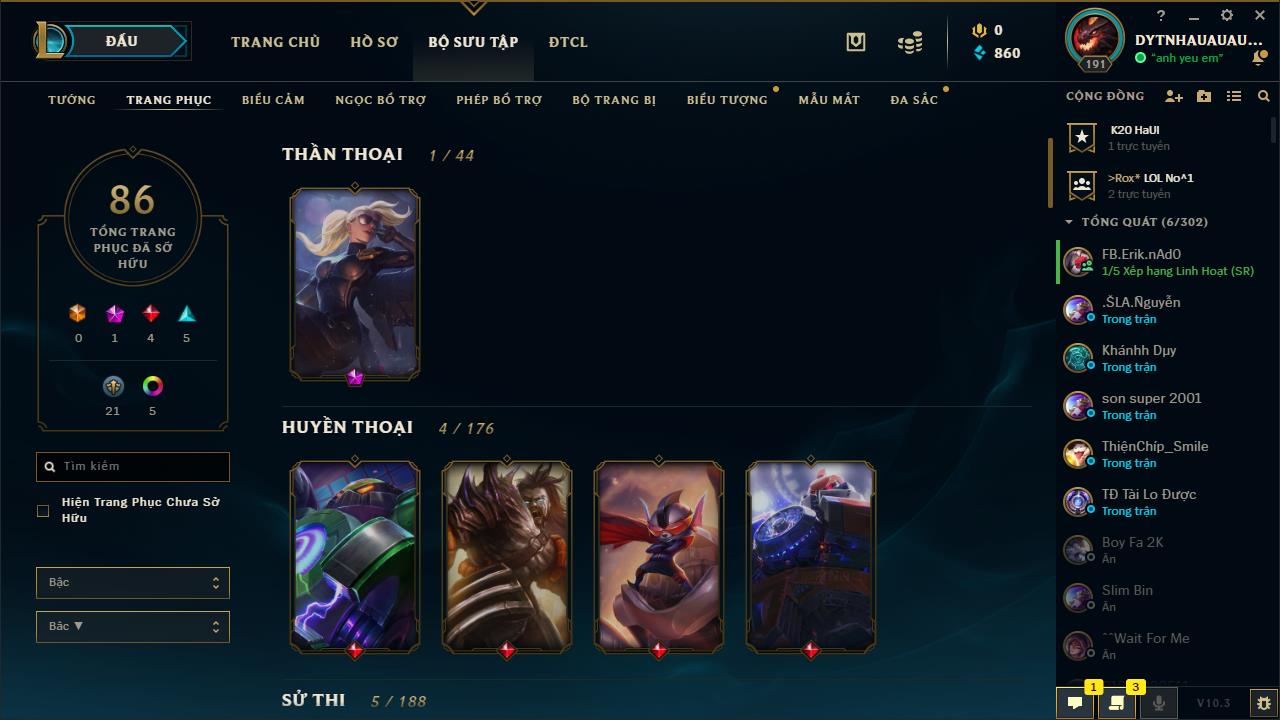 ĐẤU
TRANG CHỦ
HỒ SƠ
BỘ SƯU TẬP
ĐTCL
0
860
191
DYTNHAUAUAU...
"anh yeu em"
TƯỚNG
TRANG PHỤC
BIỂU CẢM
NGỌC BỔ TRỢ
PHÉP BỔ TRỢ
BỘ TRANG BỊ
BIỂU TƯỢNG
MẪU MẮT
ĐA SẮC
CỘNG ĐỒNG
86
TỔNG TRANG
PHỤC ĐÃ SỞ
HỮU
0
1
4
5
21
5
Tìm kiếm
Hiện Trang Phục Chưa Sở
Hữu
Bậc
Bậc ▼
THẦN THOẠI 1 / 44
HUYỀN THOẠI 4 / 176
SỬ THI 5 / 188
K20 HaUI
1 trực tuyến
>Rox* LOL No^1
2 trực tuyến
TỔNG QUÁT (6/302)
FB.Erik.nAdO
1/5 Xếp hạng Linh Hoạt (SR)
.ŠLA.Ñguyễn
Trong trận
Khánhh Dụy
Trong trận
son super 2001
Trong trận
ThiệnChíp_Smile
Trong trận
TĐ Tài Lo Được
Trong trận
Boy Fa 2K
Ẩn
Slim Bin
Ẩn
^^Wait For Me
Ẩn
1
3
V10.3